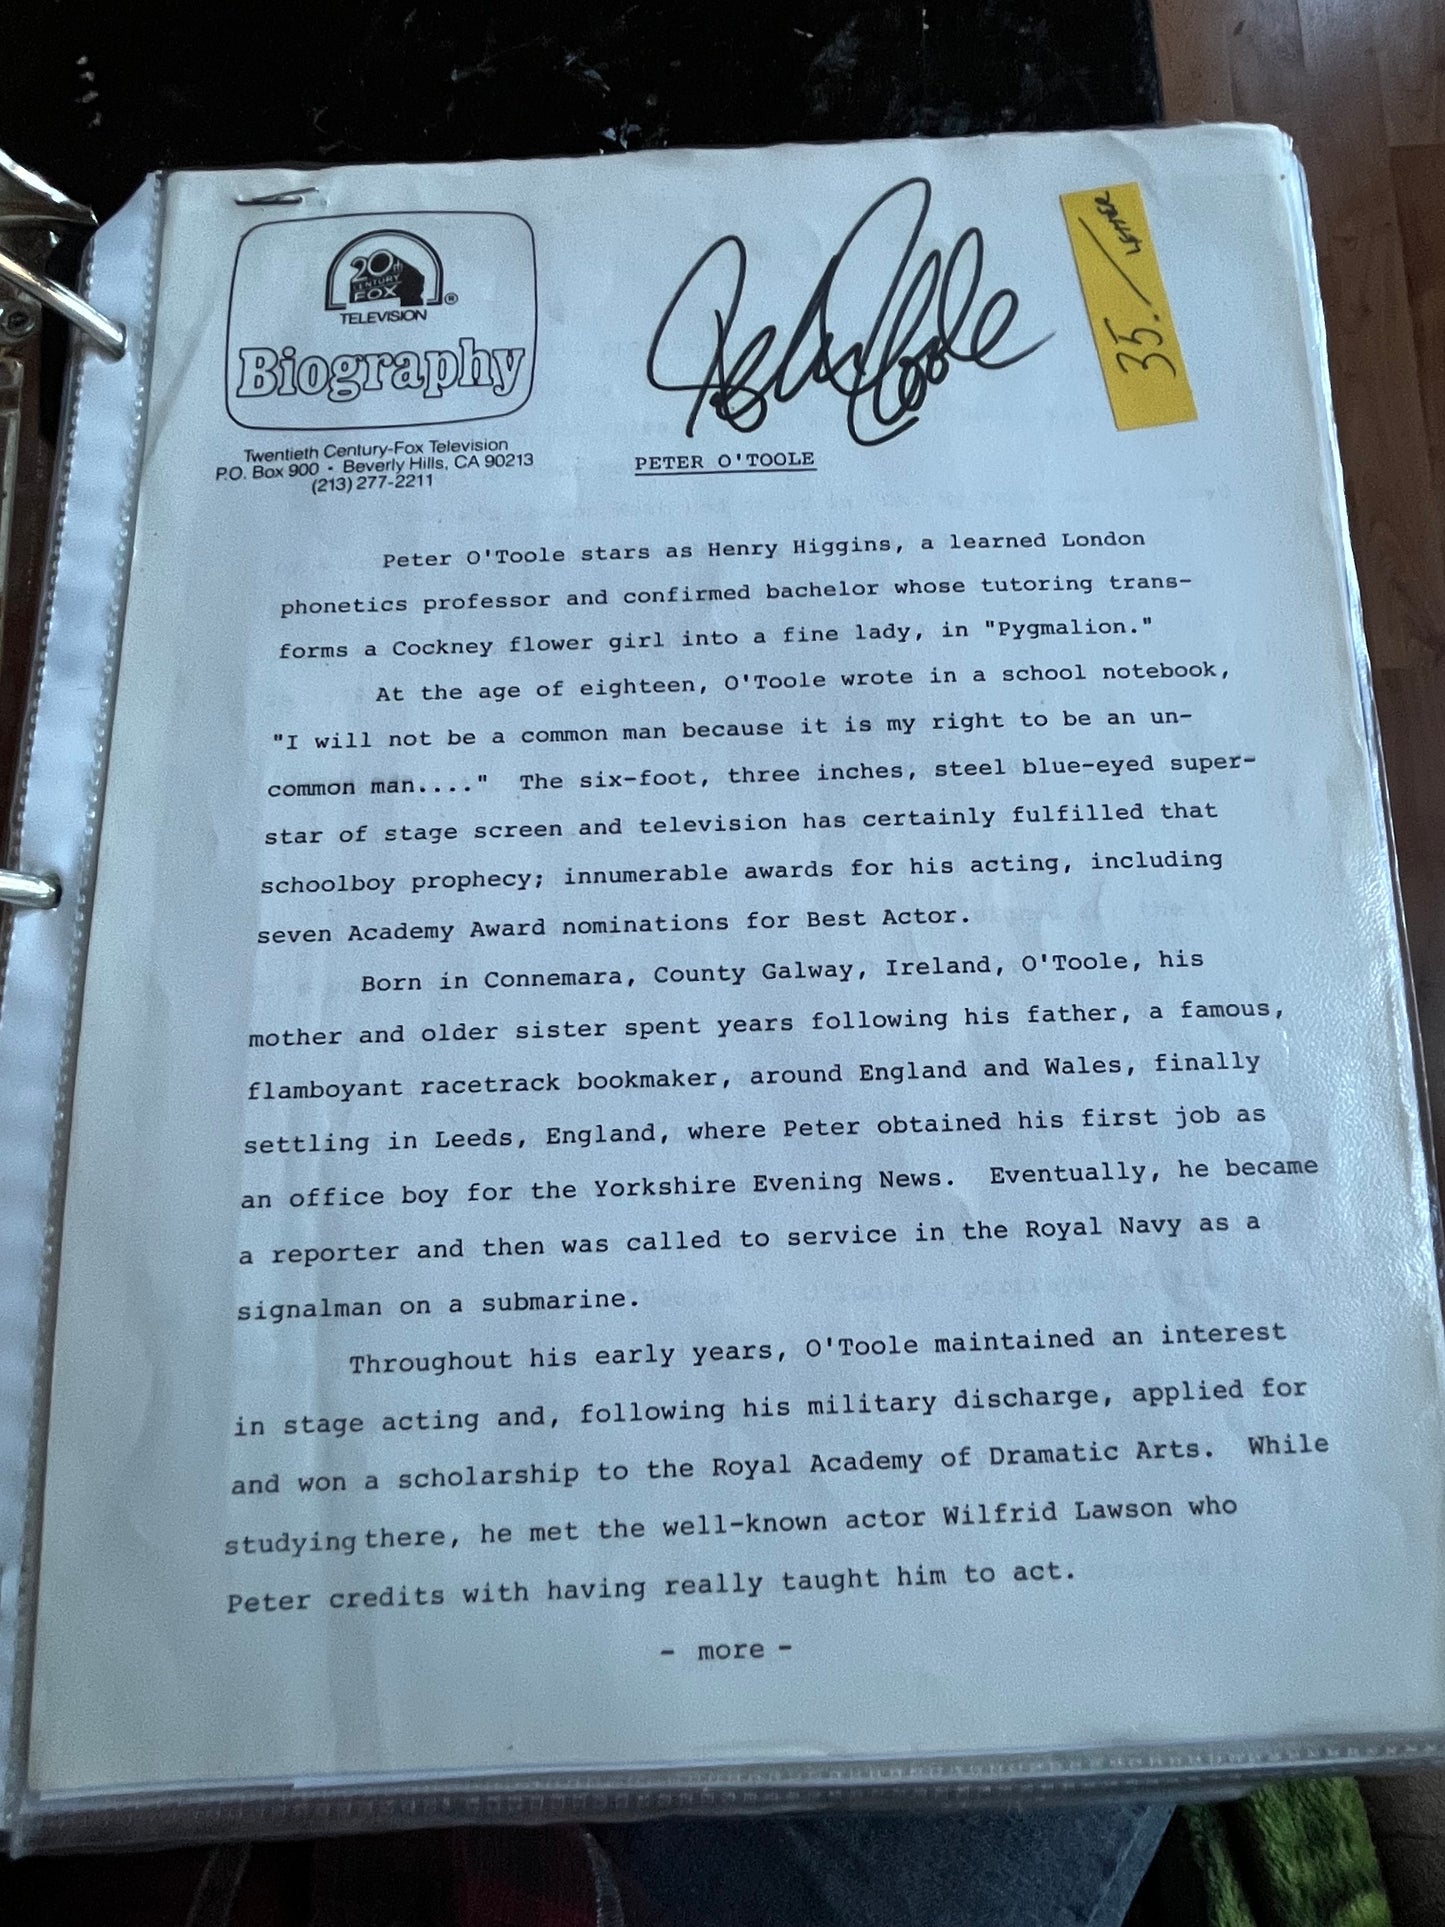 20th
CENTURY
FOX
®
TELEVISION
Biography
Twentieth Century-Fox Television
P.O. Box 900 • Beverly Hills, CA 90213
(213) 277-2211
Peter O'Toole
35./
PETER O'TOOLE
Peter O'Toole stars as Henry Higgins, a learned London
phonetics professor and confirmed bachelor whose tutoring trans-
forms a Cockney flower girl into a fine lady, in "Pygmalion."
At the age of eighteen, O'Toole wrote in a school notebook,
"I will not be a common man because it is my right to be an un-
common man...." The six-foot, three inches, steel blue-eyed super-
star of stage screen and television has certainly fulfilled that
schoolboy prophecy; innumerable awards for his acting, including
seven Academy Award nominations for Best Actor.
Born in Connemara, County Galway, Ireland, O'Toole, his
mother and older sister spent years following his father, a famous,
flamboyant racetrack bookmaker, around England and Wales, finally
settling in Leeds, England, where Peter obtained his first job as
an office boy for the Yorkshire Evening News. Eventually, he became
a reporter and then was called to service in the Royal Navy as a
signalman on a submarine.
Throughout his early years, O'Toole maintained an interest
in stage acting and, following his military discharge, applied for
and won a scholarship to the Royal Academy of Dramatic Arts. While
studying there, he met the well-known actor Wilfrid Lawson who
Peter credits with having really taught him to act.
- more -